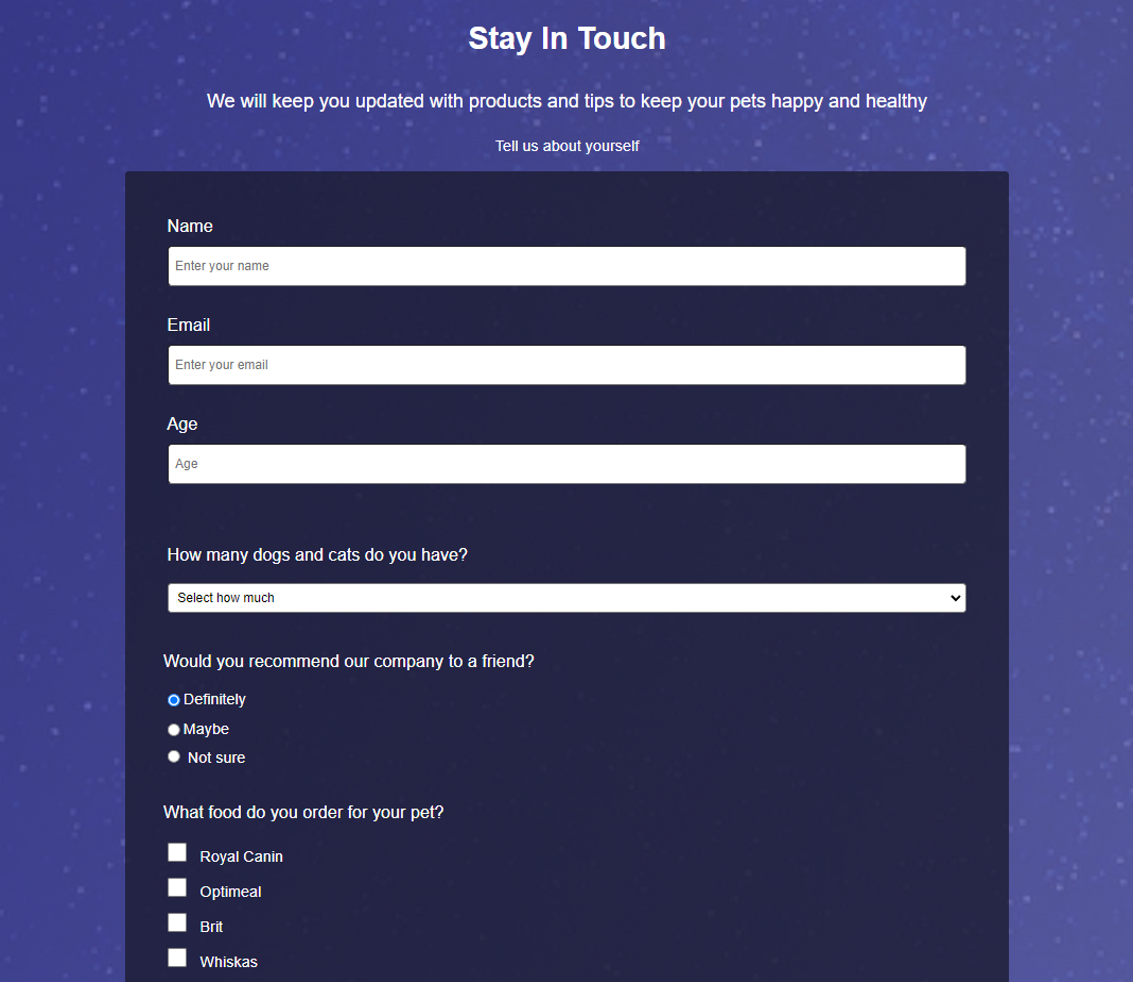 Stay In Touch
We will keep you updated with products and tips to keep your pets happy and healthy
Tell us about yourself
Name
Enter your name
Email
Enter your email
Age
Age
How many dogs and cats do you have?
Select how much
Would you recommend our company to a friend?
Definitely
Maybe
Not sure
What food do you order for your pet?
Royal Canin
Optimeal
Brit
Whiskas